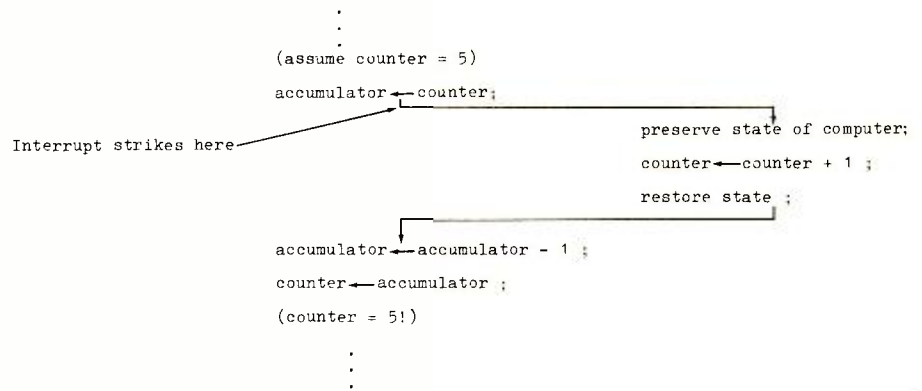 (assume counter = 5)
accumulator ← counter;
Interrupt strikes here
preserve state of computer;
counter ← counter + 1 ;
restore state ;
accumulator ← accumulator - 1 ;
counter ← accumulator ;
(counter = 5!)